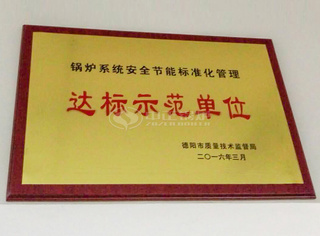 锅炉系统安全节能标准化管理
达标示范单位
德阳市质量技术监督局
二〇一六年三月